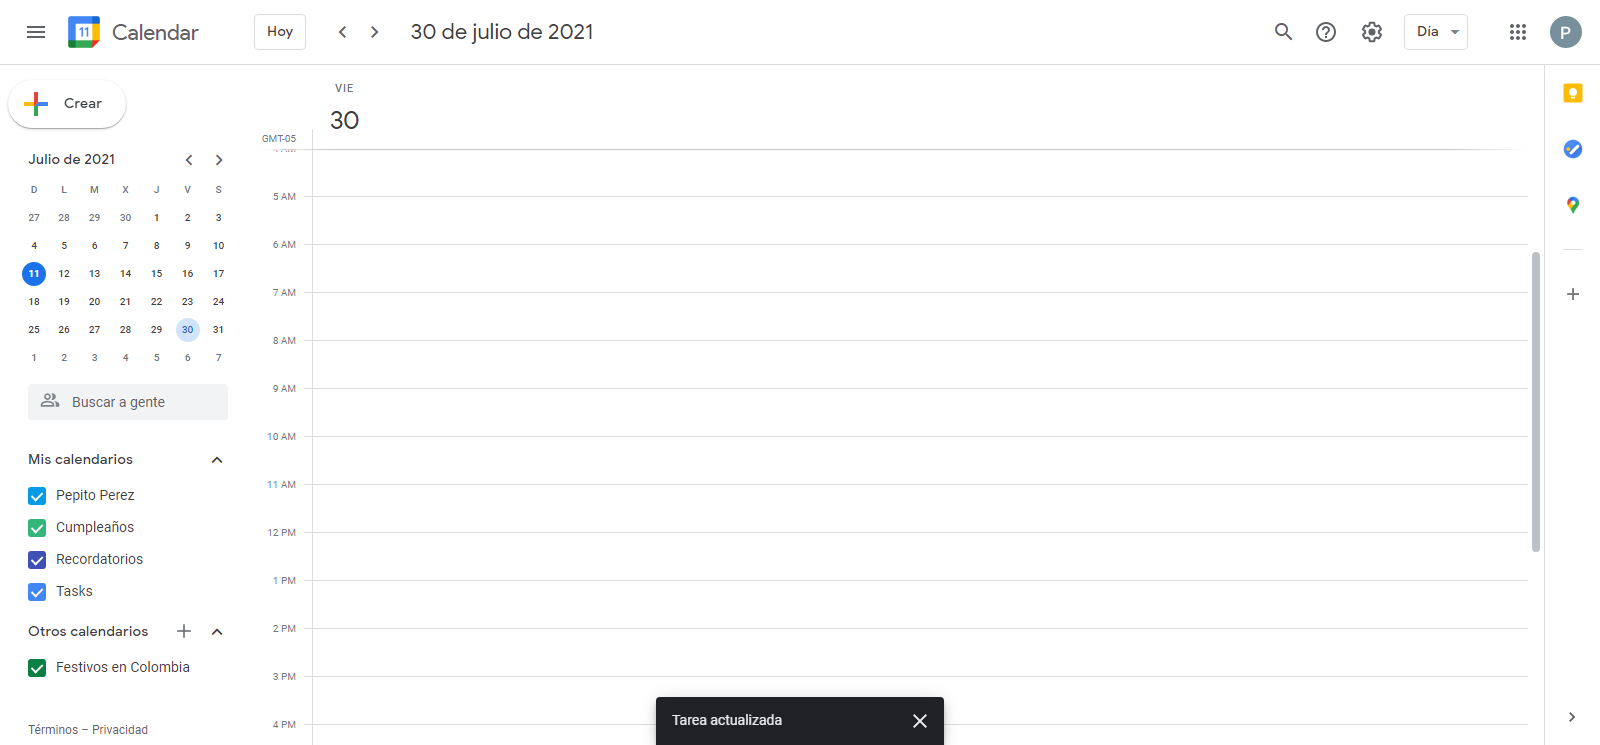 11 Calendar Hoy 30 de julio de 2021 Día P
Crear
Julio de 2021
D L M X J V S
27 28 29 30 1 2 3
4 5 6 7 8 9 10
11 12 13 14 15 16 17
18 19 20 21 22 23 24
25 26 27 28 29 30 31
1 2 3 4 5 6 7
Buscar a gente
Mis calendarios
Pepito Perez
Cumpleaños
Recordatorios
Tasks
Otros calendarios
Festivos en Colombia
Términos – Privacidad
VIE
30
GMT-05
5 AM
6 AM
7 AM
8 AM
9 AM
10 AM
11 AM
12 PM
1 PM
2 PM
3 PM
4 PM
Tarea actualizada